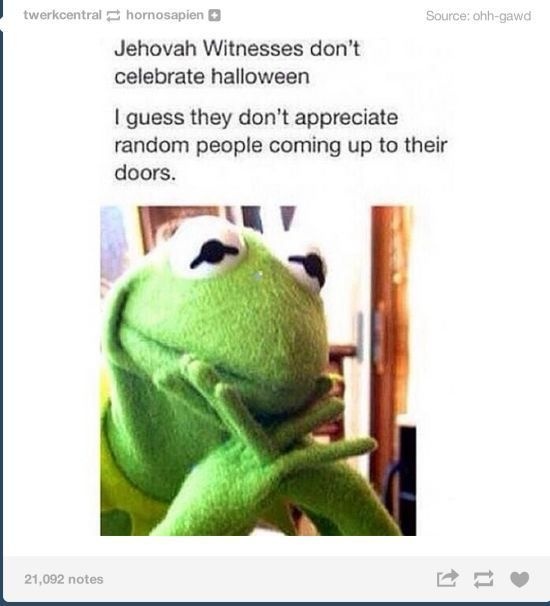 twerkcentral hornosapien
Source: ohh-gawd
Jehovah Witnesses don't
celebrate halloween
I guess they don't appreciate
random people coming up to their
doors.
21,092 notes